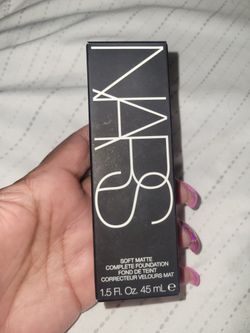 NARS
SOFT MATTE
COMPLETE FOUNDATION
FOND DE TEINT
CORRECTEUR VELOURS MAT
1.5 Fl. Oz. 45 mL ℮